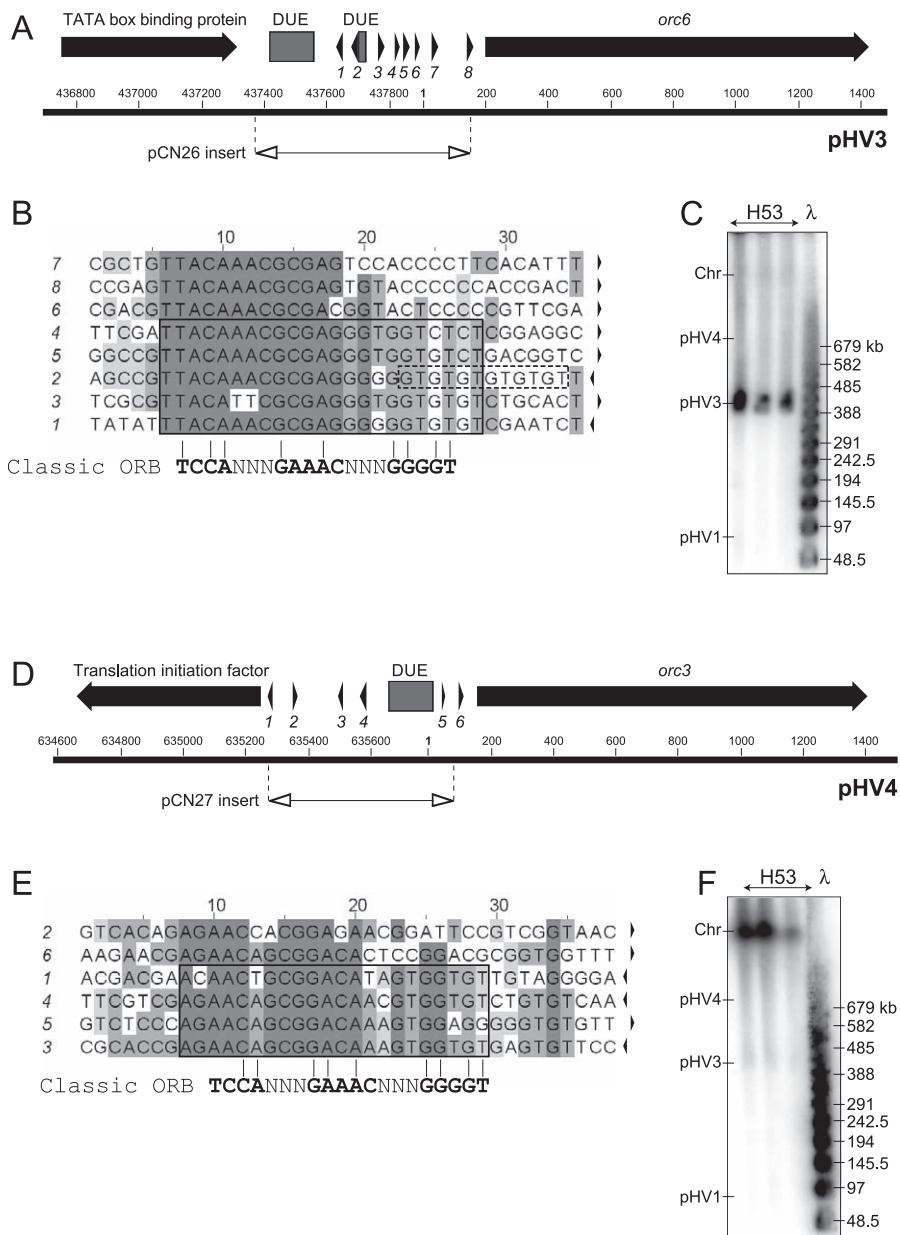 A
TATA box binding protein DUE DUE orc6
1 2 3 4 5 6 7 8
436800 437000 437200 437400 437600 437800 1 200 400 600 800 1000 1200 1400
pCN26 insert
pHV3
B
10 20 30
7 CGCTGTTACAAACGCGAGTCCACCCCTTCACATTT
8 CCGAGTTACAAACGCGAGTGTACCCCCCACCGACT
6 CGACGTTACAAACGCGACGGTACTCCCCCGTTCGA
4 TTCGATTACAAACGCGAGGGTGGTCTCTCGGAGGC
5 GGCCGTTACAAACGCGAGGGTGGTGTCTGACGGTC
2 AGCCGTTACAAACGCGAGGGGGGTGTGTGTGTGTT
3 TCGCGTTACATTCGCGAGGGTGGTGTGTCTGCACT
1 TATATTTACAAACGCGAGGGGGGTGTGTCGAATCT
Classic ORB TCCANNNGAAACNNNGGGGT
C
H53 λ
Chr
pHV4
pHV3
pHV1
679 kb
582
485
388
291
242.5
194
145.5
97
48.5
D
Translation initiation factor DUE orc3
1 2 3 4 5 6
634600 634800 635000 635200 635400 635600 1 200 400 600 800 1000 1200 1400
pCN27 insert
pHV4
E
10 20 30
2 GTCACAGAGAACCACGGAGAACGGATTCCGTCGGTAAC
6 AAGAACGAGAACAGCGGACACTCCGGACGCGGTGGTTT
1 ACGACGAACAACTGCGGACATAGTGGTGTTGTAGGGGA
4 TTCGTCGAGAACAGCGGACAACGTGGTGTCTGTGTCAA
5 GTCTCCCAGAACAGCGGACAAAGTGGAGGGGGTGTGTT
3 CGCACCGAGAACAGCGGACAAAGTGGTGTGAGTGTTCC
Classic ORB TCCANNNGAAACNNNGGGGT
F
H53 λ
Chr
pHV4
pHV3
pHV1
679 kb
582
485
388
291
242.5
194
145.5
97
48.5